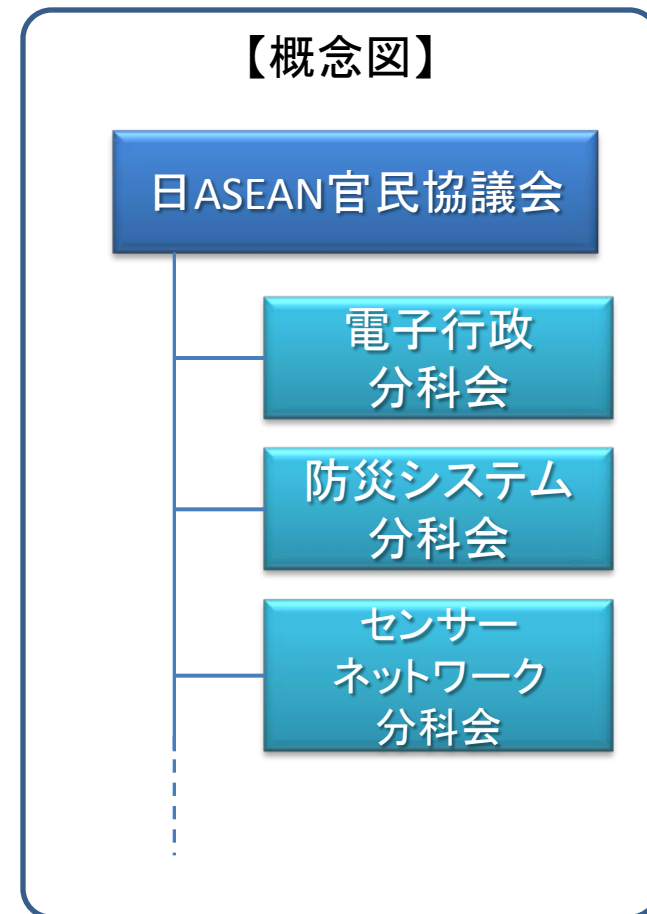 【概念図】
日ASEAN官民協議会
電子行政
分科会
防災システム
分科会
センサー
ネットワーク
分科会